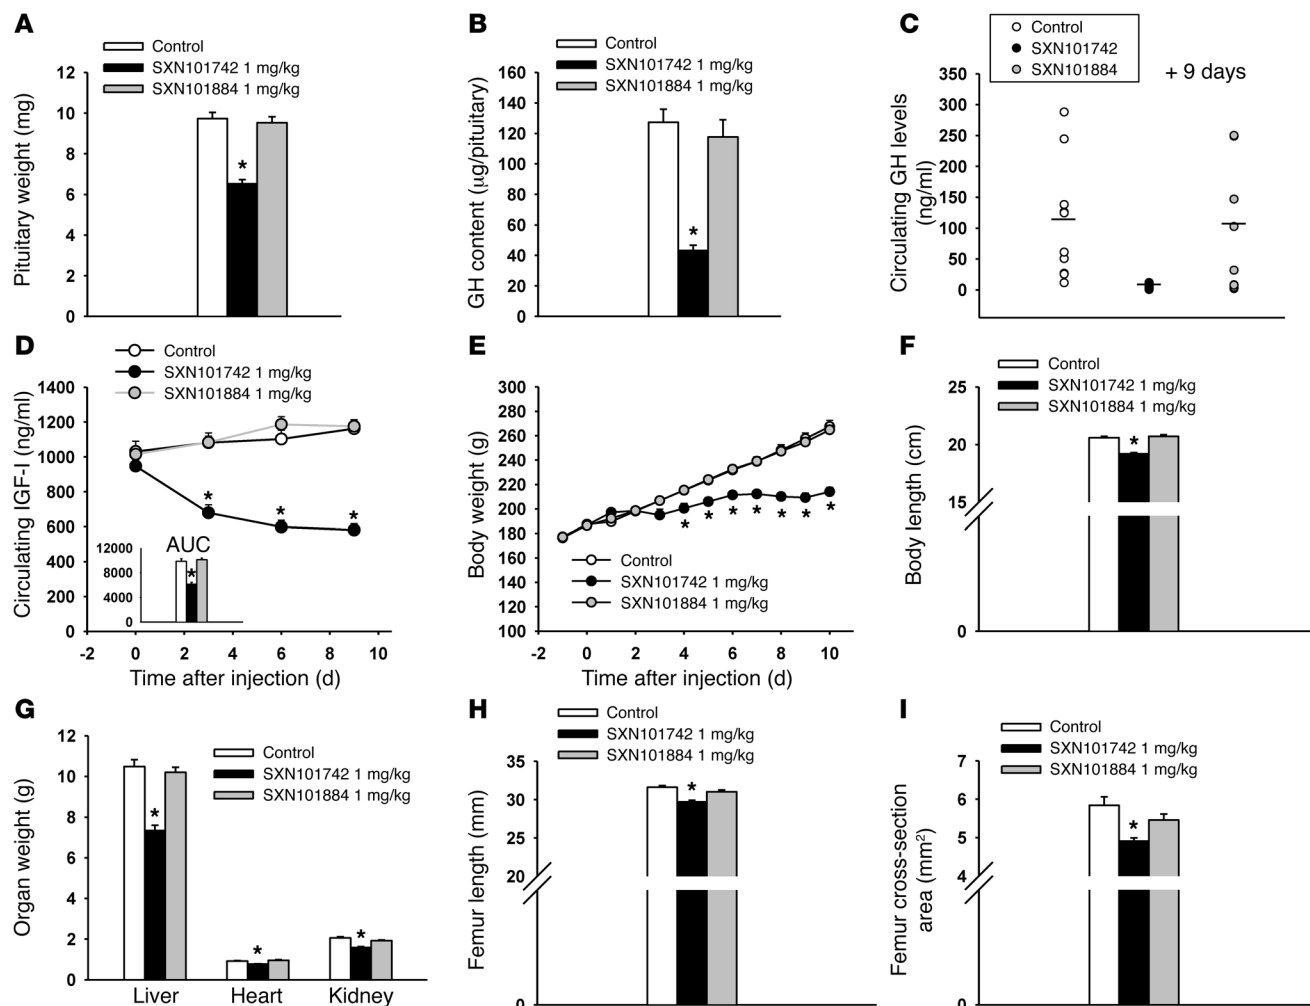 A
Control
SXN101742 1 mg/kg
SXN101884 1 mg/kg
Pituitary weight (mg)
12
10
8
6
4
2
0
*
B
Control
SXN101742 1 mg/kg
SXN101884 1 mg/kg
GH content (µg/pituitary)
160
140
120
100
80
60
40
20
0
*
C
Control
SXN101742
SXN101884
+ 9 days
Circulating GH levels
(ng/ml)
350
300
250
200
150
100
50
0
D
Control
SXN101742 1 mg/kg
SXN101884 1 mg/kg
Circulating IGF-I (ng/ml)
1400
1200
1000
800
600
400
200
0
* * *
AUC
12000
8000
4000
0
*
-2 0 2 4 6 8 10
Time after injection (d)
E
Body weight (g)
300
280
260
240
220
200
180
160
140
120
100
* * * * * * *
Control
SXN101742 1 mg/kg
SXN101884 1 mg/kg
-2 0 2 4 6 8 10
Time after injection (d)
F
Control
SXN101742 1 mg/kg
SXN101884 1 mg/kg
Body length (cm)
25
20
15
0
*
G
Control
SXN101742 1 mg/kg
SXN101884 1 mg/kg
Organ weight (g)
12
10
8
6
4
2
0
* * *
Liver Heart Kidney
H
Control
SXN101742 1 mg/kg
SXN101884 1 mg/kg
Femur length (mm)
35
30
25
20
0
*
I
Control
SXN101742 1 mg/kg
SXN101884 1 mg/kg
Femur cross-section
area (mm²)
7
6
5
4
0
*